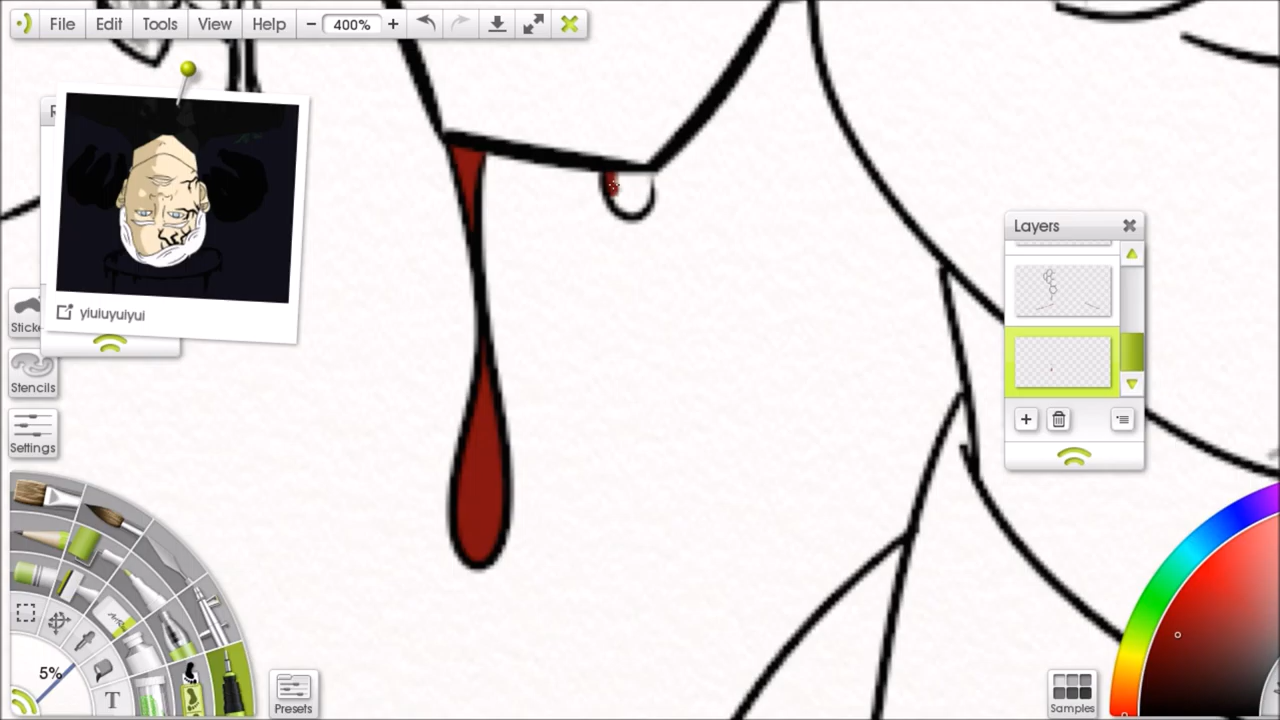 File Edit Tools View Help 400%
yiuiuyuiyui
Layers
Stencils
Settings
5%
T
Presets
Samples